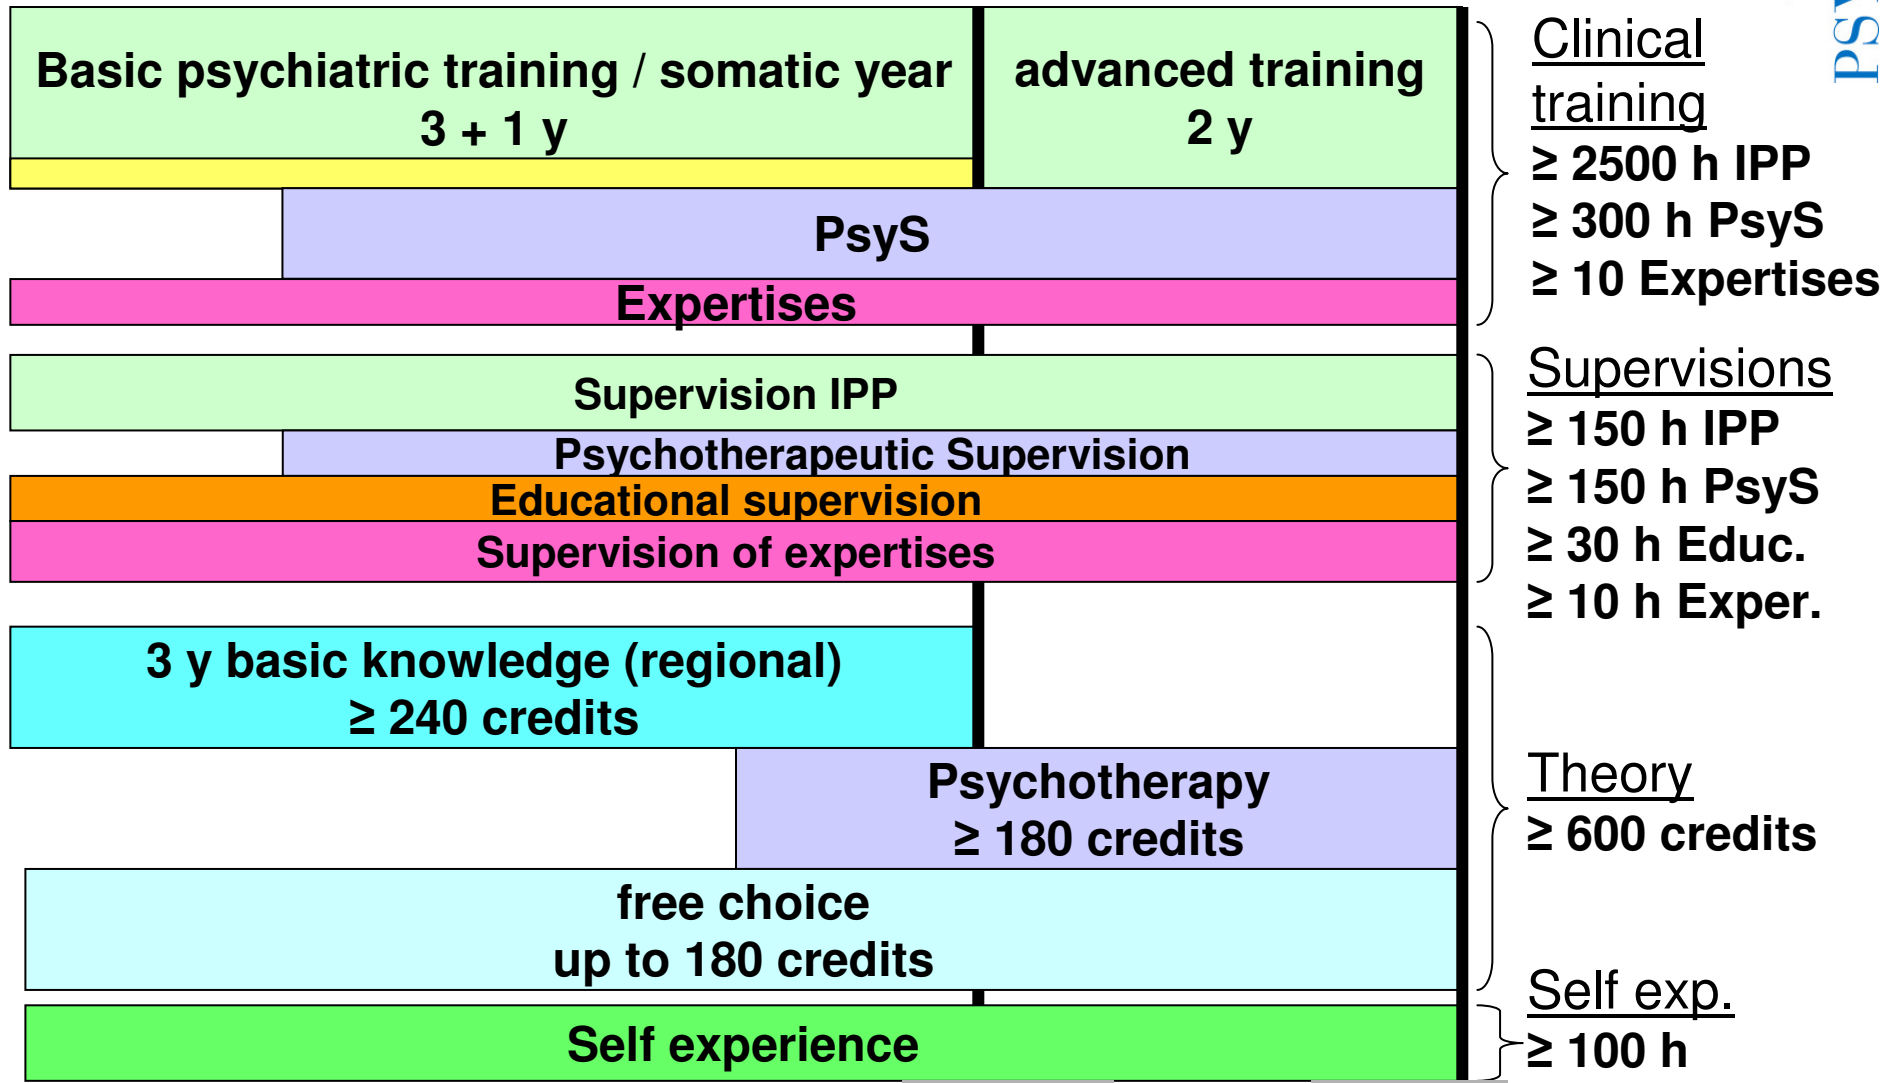 Basic psychiatric training / somatic year
3 + 1 y
advanced training
2 y
PsyS
Expertises
Clinical
training
≥ 2500 h IPP
≥ 300 h PsyS
≥ 10 Expertises
Supervision IPP
Psychotherapeutic Supervision
Educational supervision
Supervision of expertises
Supervisions
≥ 150 h IPP
≥ 150 h PsyS
≥ 30 h Educ.
≥ 10 h Exper.
3 y basic knowledge (regional)
≥ 240 credits
Psychotherapy
≥ 180 credits
free choice
up to 180 credits
Theory
≥ 600 credits
Self experience
Self exp.
≥ 100 h